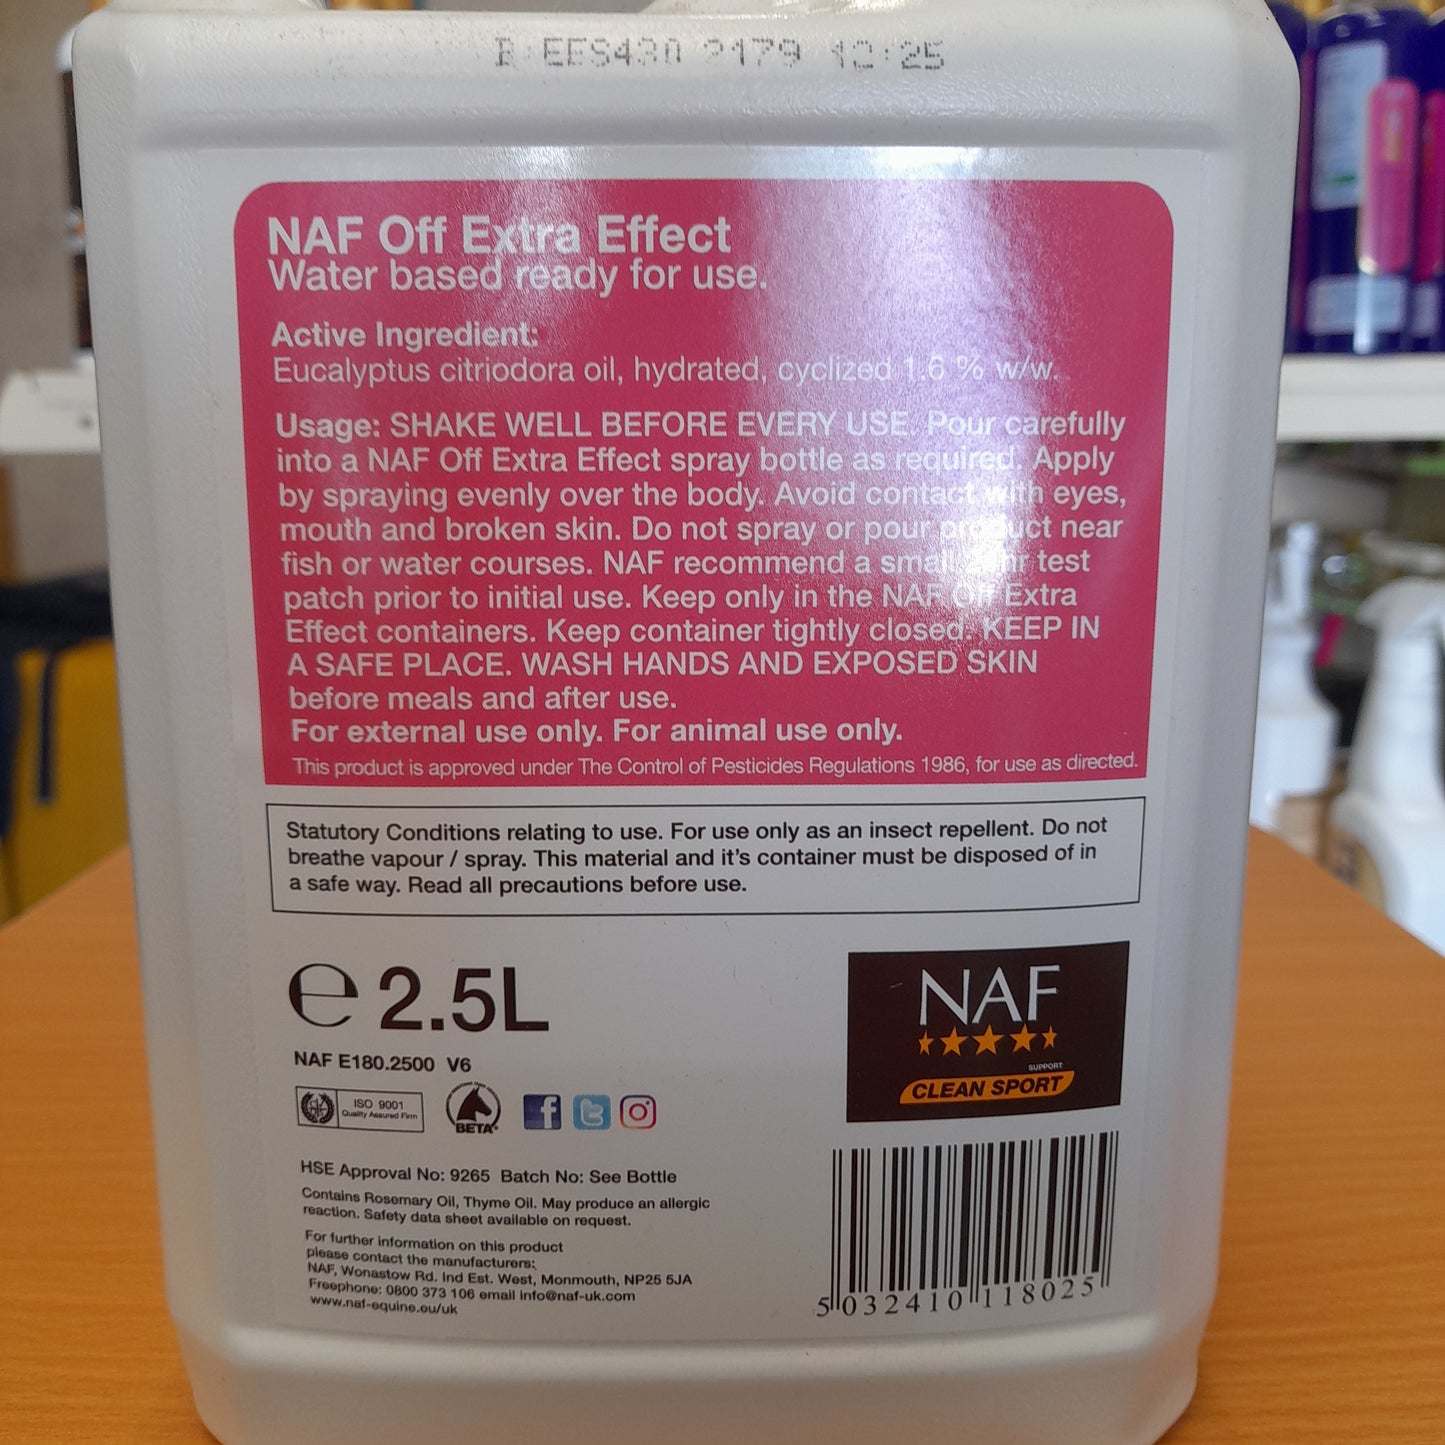 EES430 2179 12:25
NAF Off Extra Effect
Water based ready for use.
Active Ingredient:
Eucalyptus citriodora oil, hydrated, cyclized 1.6 % w/w.
Usage: SHAKE WELL BEFORE EVERY USE. Pour carefully
into a NAF Off Extra Effect spray bottle as required. Apply
by spraying evenly over the body. Avoid contact with eyes,
mouth and broken skin. Do not spray or pour product near
fish or water courses. NAF recommend a small test
patch prior to initial use. Keep only in the NAF Off Extra
Effect containers. Keep container tightly closed. KEEP IN
A SAFE PLACE. WASH HANDS AND EXPOSED SKIN
before meals and after use.
For external use only. For animal use only.
This product is approved under The Control of Pesticides Regulations 1986, for use as directed.
Statutory Conditions relating to use. For use only as an insect repellent. Do not
breathe vapour / spray. This material and it's container must be disposed of in
a safe way. Read all precautions before use.
e 2.5L
NAF E180.2500 V6
ISO 9001
Quality Assured Firm
BETA
f
NAF
SUPPORT
CLEAN SPORT
HSE Approval No: 9265 Batch No: See Bottle
Contains Rosemary Oil, Thyme Oil. May produce an allergic
reaction. Safety data sheet available on request.
For further information on this product
please contact the manufacturers:
NAF, Wonastow Rd. Ind Est. West, Monmouth, NP25 5JA
Freephone: 0800 373 106 email info@naf-uk.com
www.naf-equine.eu/uk
5 032410 118025